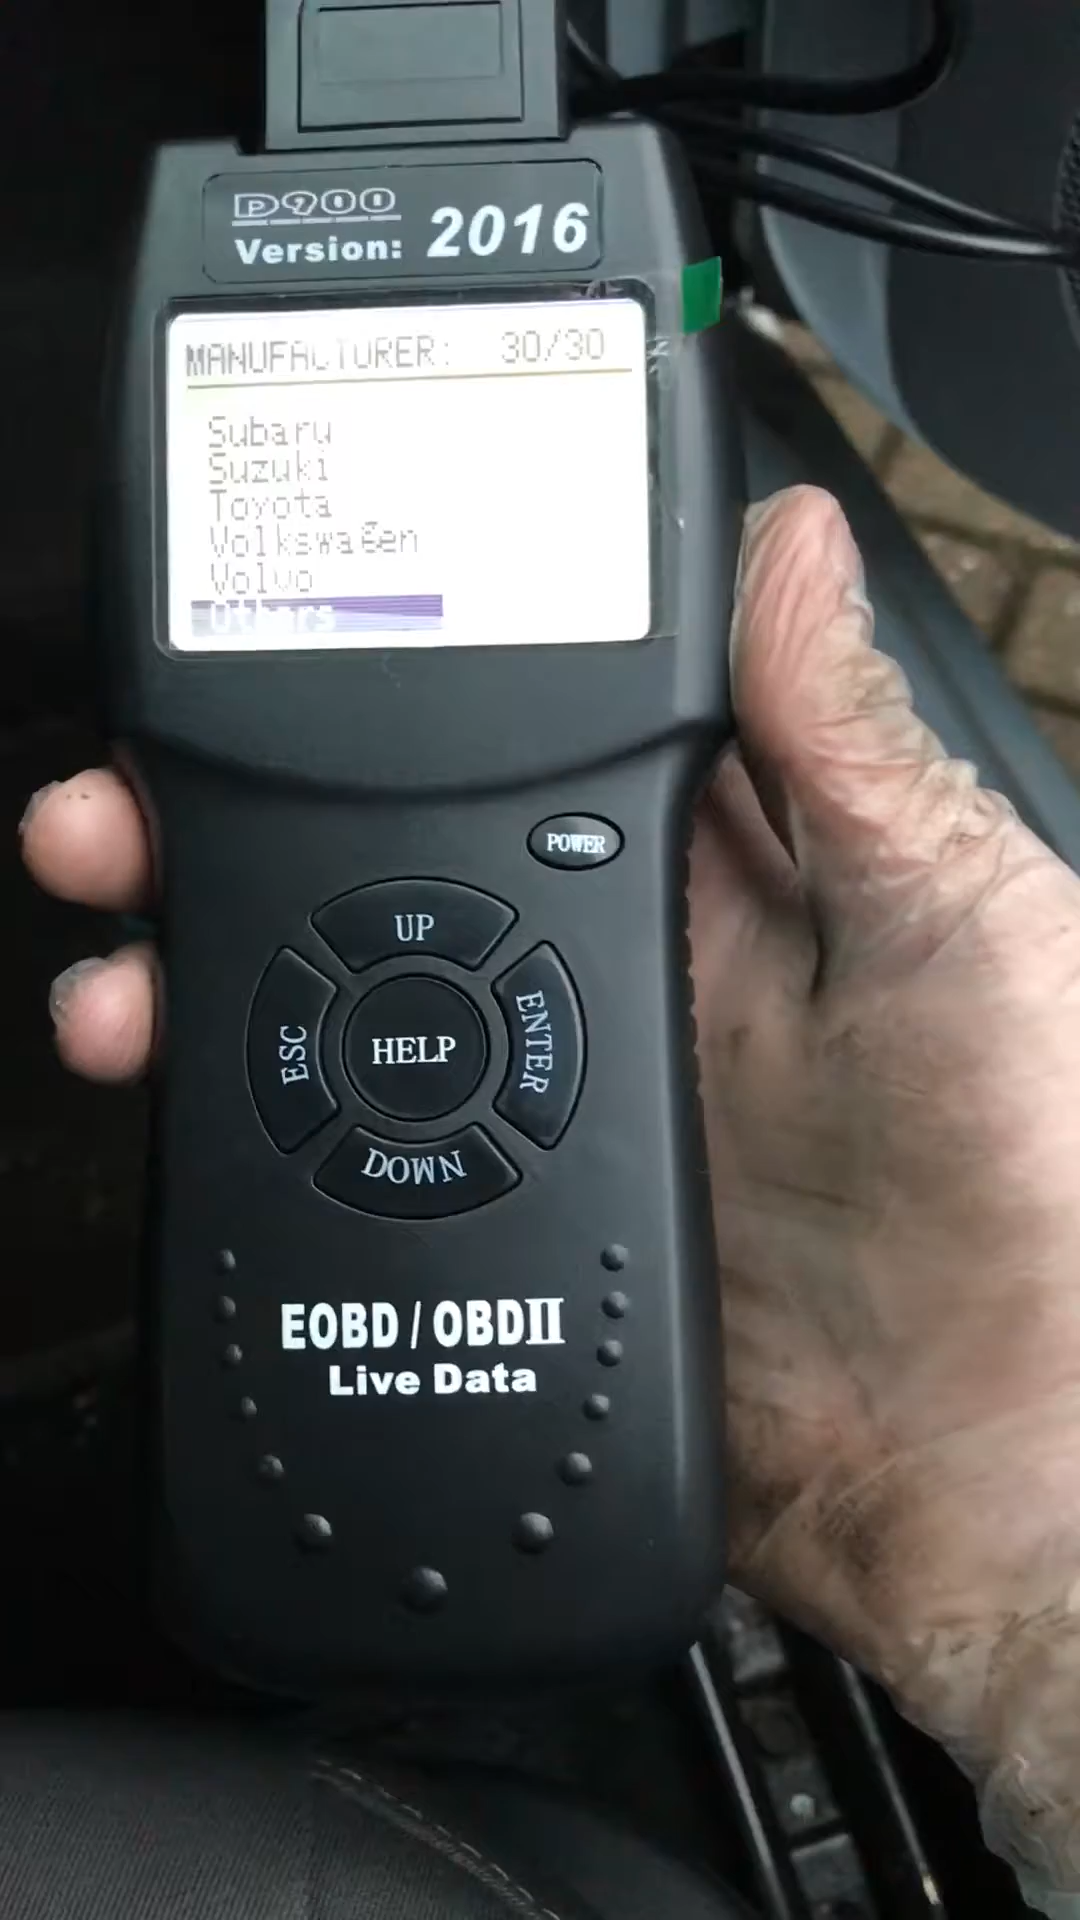 D900
Version: 2016
MANUFACTURER: 30/30
Subaru
Suzuki
Toyota
Volkswagen
Volvo
Others
POWER
UP
ESC
HELP
ENTER
DOWN
EOBD / OBDII
Live Data